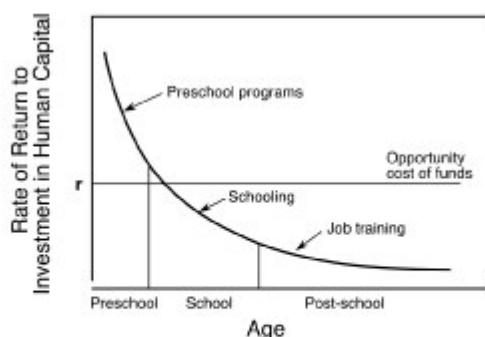 Rate of Return to
Investment in Human Capital
Preschool programs
Opportunity
cost of funds
r
Schooling
Job training
Preschool
School
Post-school
Age